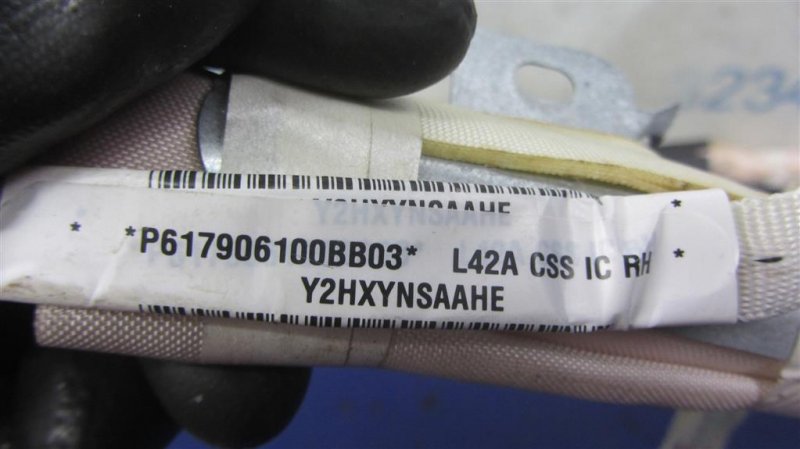 Y2HXYNSAAHE
*P617906100BB03* L42A CSS IC RH
Y2HXYNSAAHE